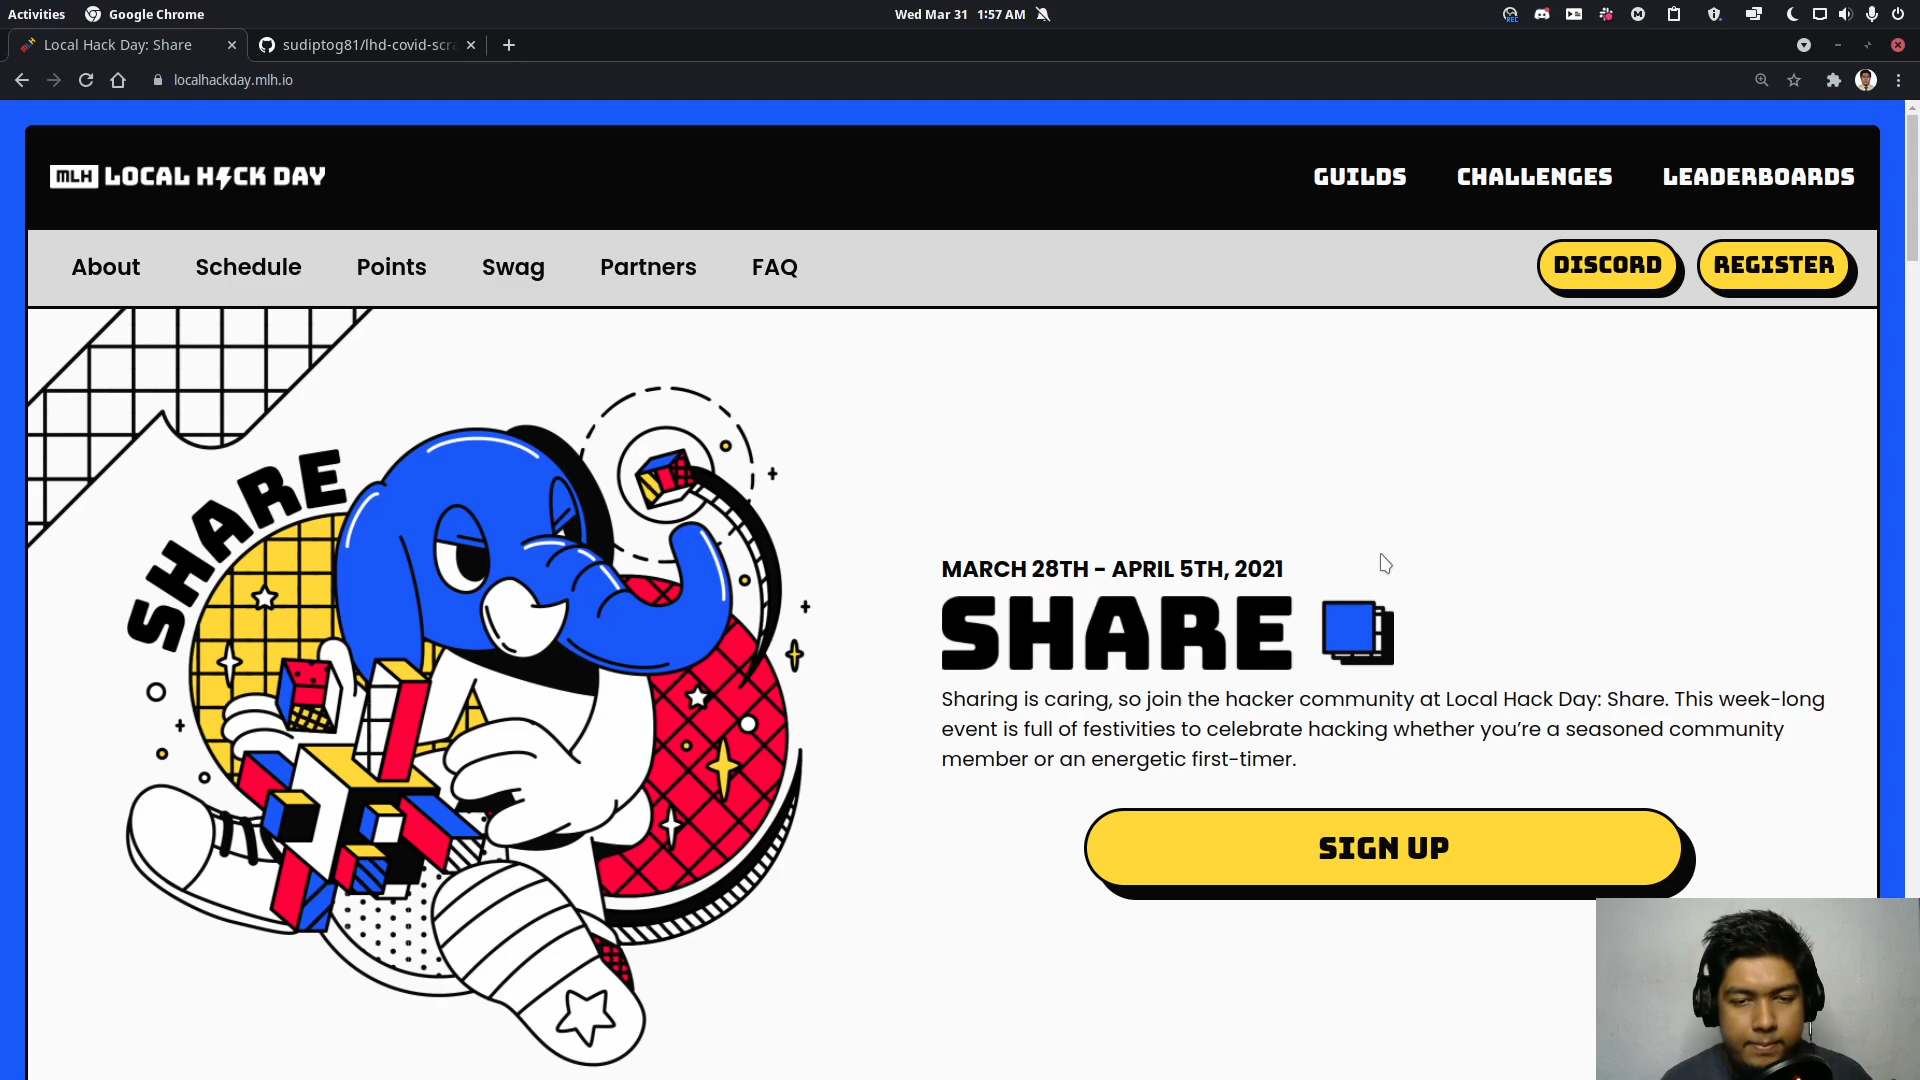 Activities
Google Chrome
Wed Mar 31 1:57 AM
REC
Local Hack Day: Share
sudiptog81/lhd-covid-scra
localhackday.mlh.io
MLH LOCAL HACK DAY
GUILDS
CHALLENGES
LEADERBOARDS
About
Schedule
Points
Swag
Partners
FAQ
DISCORD
REGISTER
SHARE
MARCH 28TH - APRIL 5TH, 2021
SHARE
Sharing is caring, so join the hacker community at Local Hack Day: Share. This week-long
event is full of festivities to celebrate hacking whether you’re a seasoned community
member or an energetic first-timer.
SIGN UP